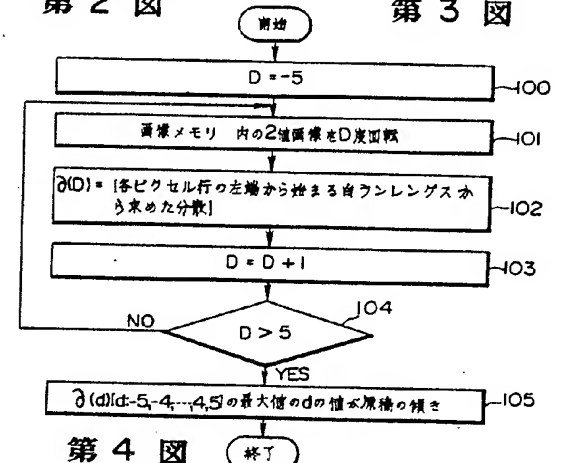 第2図
第3図
開始
D = -5
100
画像メモリ 内の2値画像をD度回転
101
∂(D) = [各ピクセル行の左端から始まる白ランレングスか
ら求めた分散]
102
D = D + 1
103
104
NO
D > 5
YES
∂(d)[d:-5,-4,---,4,5]の最大値のdの値が原稿の傾き
105
第4図
終了